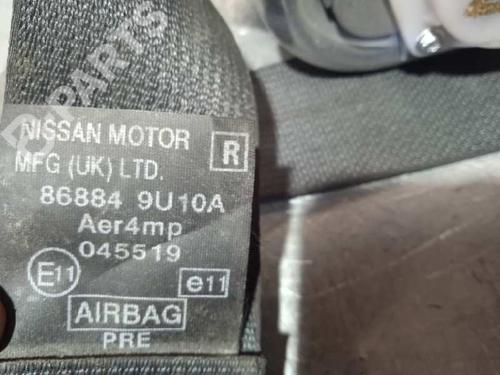 NISSAN MOTOR
MFG (UK) LTD.
R
86884 9U10A
Aer4mp
045519
E11
e11
AIRBAG
PRE